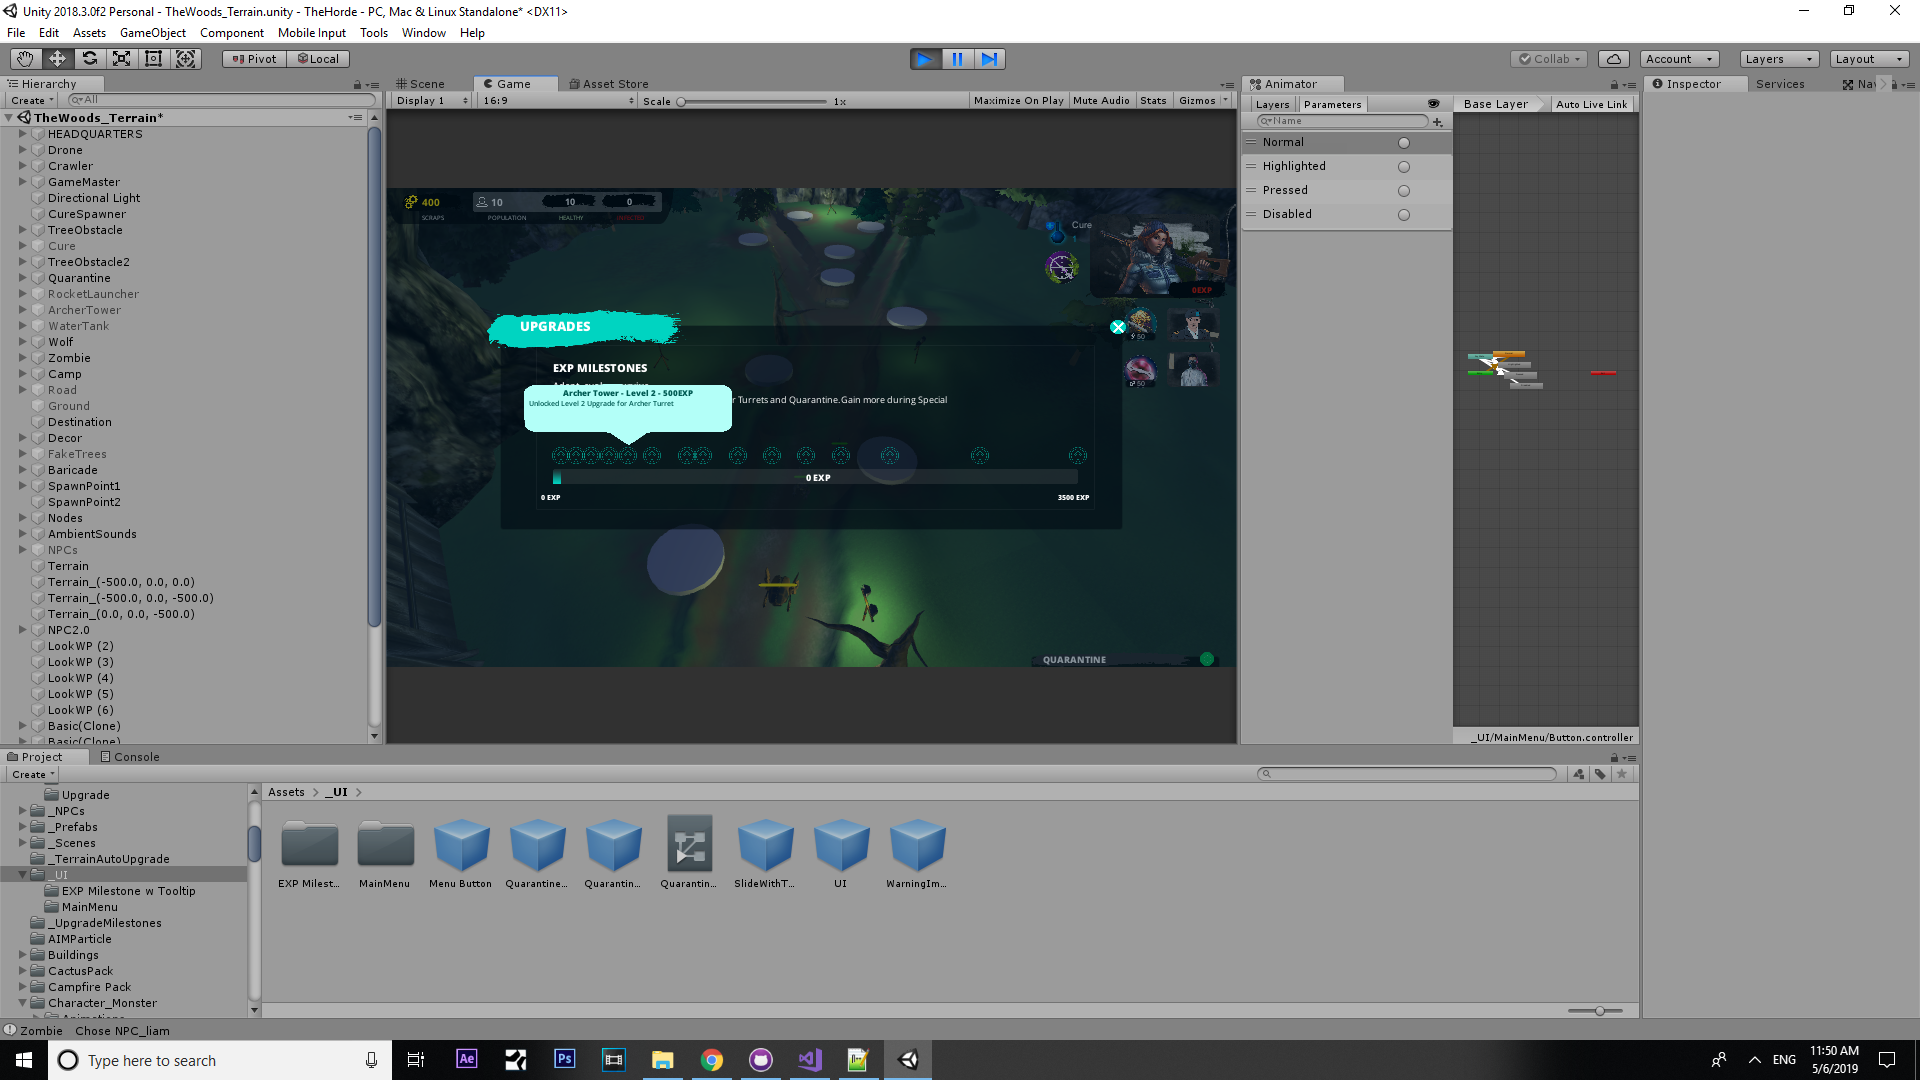 Unity 2018.3.0f2 Personal - TheWoods_Terrain.unity - TheHorde - PC, Mac & Linux Standalone* <DX11>
File Edit Assets GameObject Component Mobile Input Tools Window Help
Pivot Local Collab Account Layers Layout
Hierarchy
Create All
TheWoods_Terrain*
HEADQUARTERS
Drone
Crawler
GameMaster
Directional Light
CureSpawner
TreeObstacle
Cure
TreeObstacle2
Quarantine
RocketLauncher
ArcherTower
WaterTank
Wolf
Zombie
Camp
Road
Ground
Destination
Decor
FakeTrees
Baricade
SpawnPoint1
SpawnPoint2
Nodes
AmbientSounds
NPCs
Terrain
Terrain_(-500.0, 0.0, 0.0)
Terrain_(-500.0, 0.0, -500.0)
Terrain_(0.0, 0.0, -500.0)
NPC2.0
LookWP (2)
LookWP (3)
LookWP (4)
LookWP (5)
LookWP (6)
Basic(Clone)
Basic(Clone)
Scene Game Asset Store
Display 1 16:9 Scale 1x Maximize On Play Mute Audio Stats Gizmos
400 10 10 0
SCRAPS POPULATION HEALTHY INFECTED
Cure
1
0EXP
50
50
UPGRADES
EXP MILESTONES
Archer Tower - Level 2 - 500EXP
Unlocked Level 2 Upgrade for Archer Turret
r Turrets and Quarantine.Gain more during Special
0 EXP
0 EXP 3500 EXP
QUARANTINE
Animator
Layers Parameters Base Layer Auto Live Link
Name
Normal
Highlighted
Pressed
Disabled
_UI/MainMenu/Button.controller
Inspector Services Nav
Project Console
Create
Upgrade
_NPCs
_Prefabs
_Scenes
_TerrainAutoUpgrade
_UI
EXP Milestone w Tooltip
MainMenu
_UpgradeMilestones
AIMParticle
Buildings
CactusPack
Campfire Pack
Character_Monster
Animations
Assets _UI
EXP Milest... MainMenu Menu Button Quarantine... Quarantin... Quarantin... SlideWithT... UI WarningIm...
Zombie Chose NPC_liam
Type here to search Ae Ps ENG
11:50 AM
5/6/2019